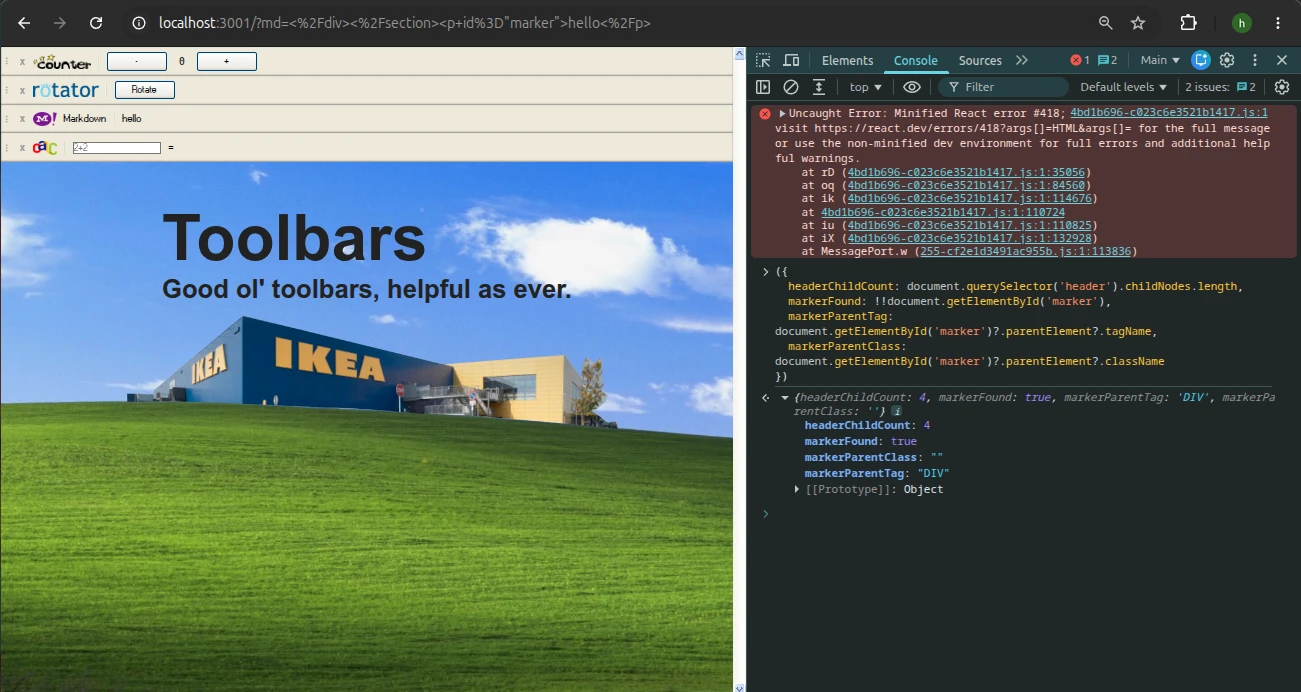 localhost:3001/?md=<%2Fdiv><%2Fsection><p+id%3D"marker">hello<%2Fp>
h
x counter - 0 +
x rotator Rotate
x M! Markdown hello
x calc 2+2 =
Toolbars
Good ol' toolbars, helpful as ever.
IKEA IKEA
Elements Console Sources 1 2 Main
top Filter Default levels 2 issues: 2
Uncaught Error: Minified React error #418; 4bd1b696-c023c6e3521b1417.js:1
visit https://react.dev/errors/418?args[]=HTML&args[]= for the full message
or use the non-minified dev environment for full errors and additional help
ful warnings.
at rD (4bd1b696-c023c6e3521b1417.js:1:35056)
at oq (4bd1b696-c023c6e3521b1417.js:1:84560)
at ik (4bd1b696-c023c6e3521b1417.js:1:114676)
at 4bd1b696-c023c6e3521b1417.js:1:110724
at iu (4bd1b696-c023c6e3521b1417.js:1:110825)
at iX (4bd1b696-c023c6e3521b1417.js:1:132928)
at MessagePort.w (255-cf2e1d3491ac955b.js:1:113836)
({
headerChildCount: document.querySelector('header').childNodes.length,
markerFound: !!document.getElementById('marker'),
markerParentTag:
document.getElementById('marker')?.parentElement?.tagName,
markerParentClass:
document.getElementById('marker')?.parentElement?.className
})
{headerChildCount: 4, markerFound: true, markerParentTag: 'DIV', markerPa
rentClass: ''} i
headerChildCount: 4
markerFound: true
markerParentClass: ""
markerParentTag: "DIV"
[[Prototype]]: Object